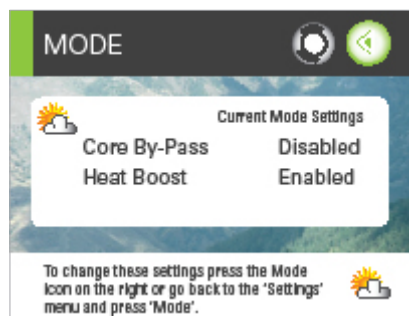 MODE
Current Mode Settings
Core By-Pass Disabled
Heat Boost Enabled
To change these settings press the Mode
icon on the right or go back to the 'Settings'
menu and press 'Mode'.